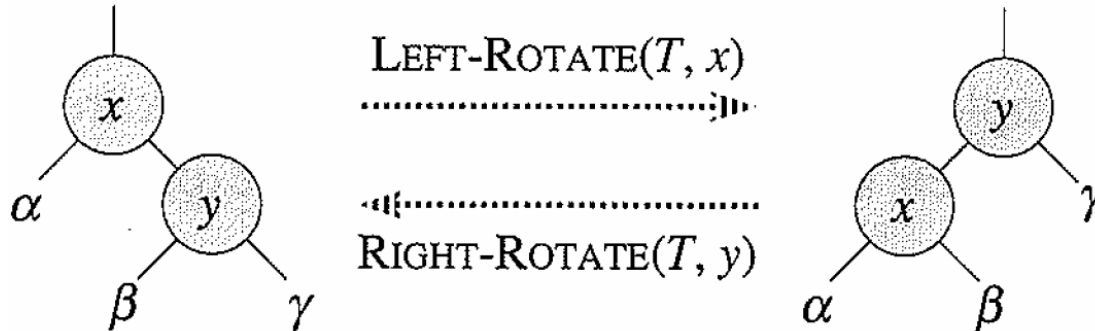 LEFT-ROTATE(T, x)
x
y
α
y
x
γ
RIGHT-ROTATE(T, y)
β
γ
α
β